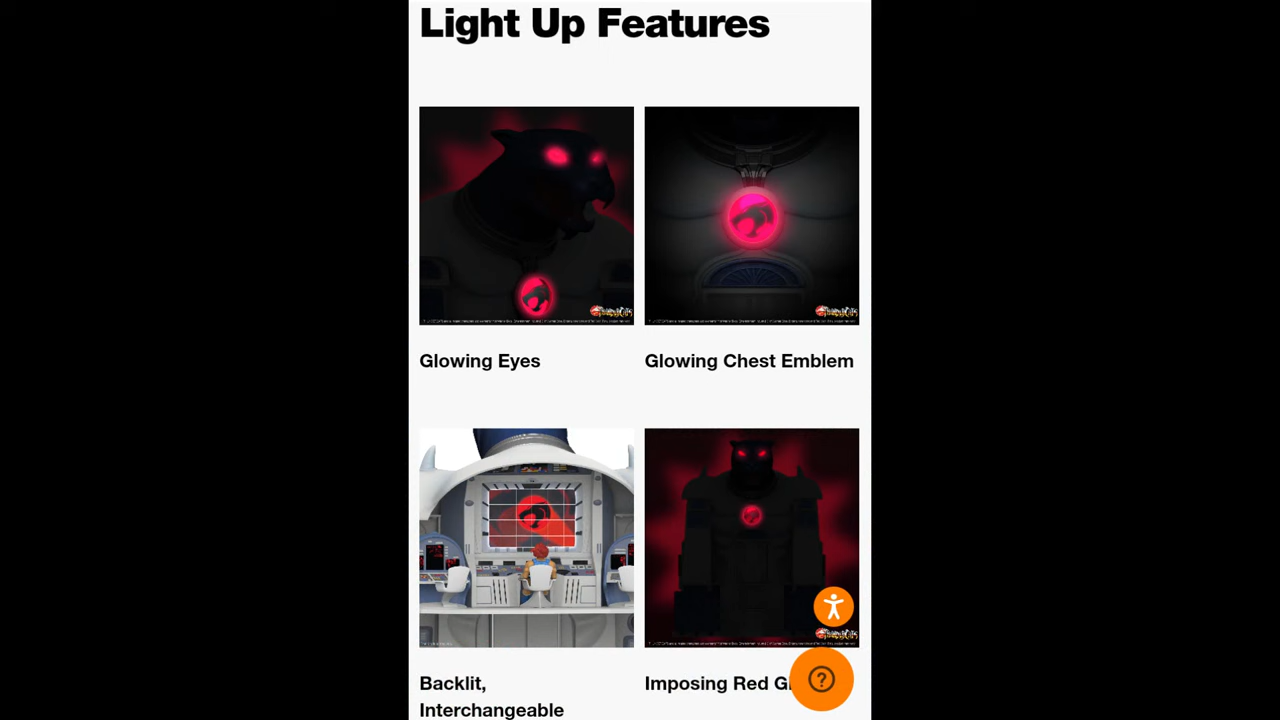 Light Up Features
Glowing Eyes
Glowing Chest Emblem
Backlit,
Interchangeable
Imposing Red